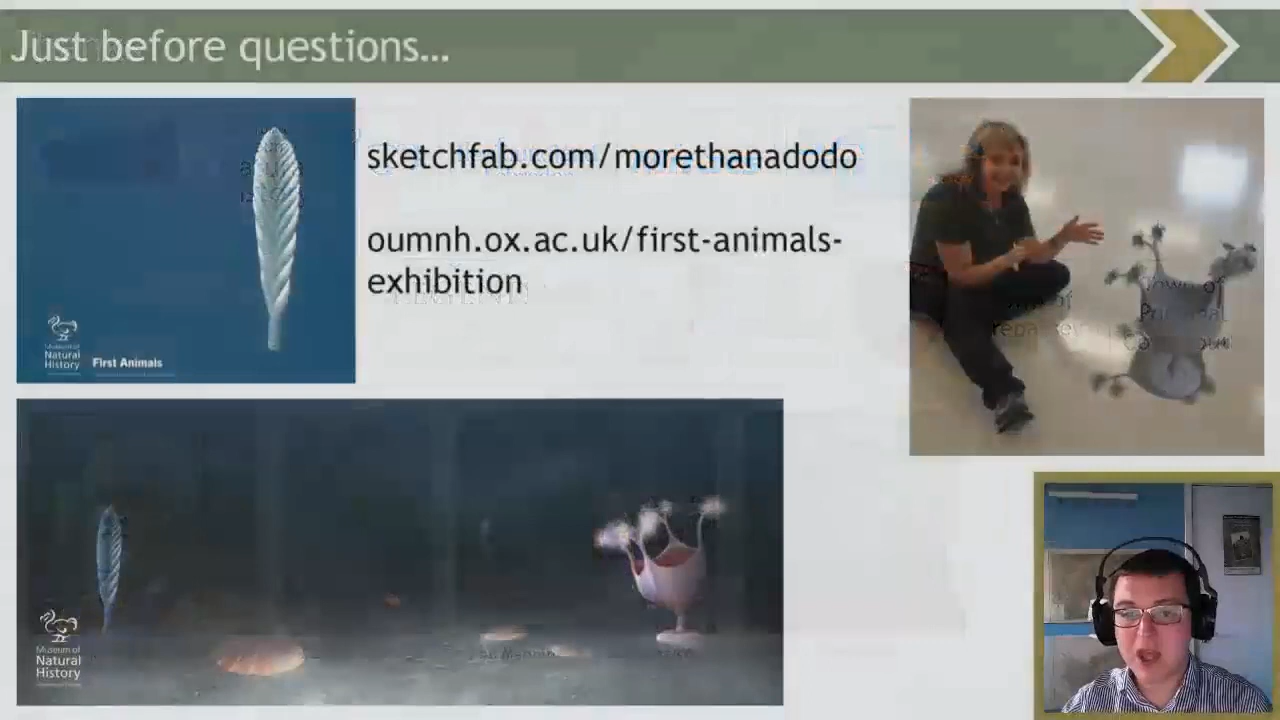 Just before questions...
sketchfab.com/morethanadodo
oumnh.ox.ac.uk/first-animals-
exhibition
Museum of
Natural
History
First Animals
Museum of
Natural
History